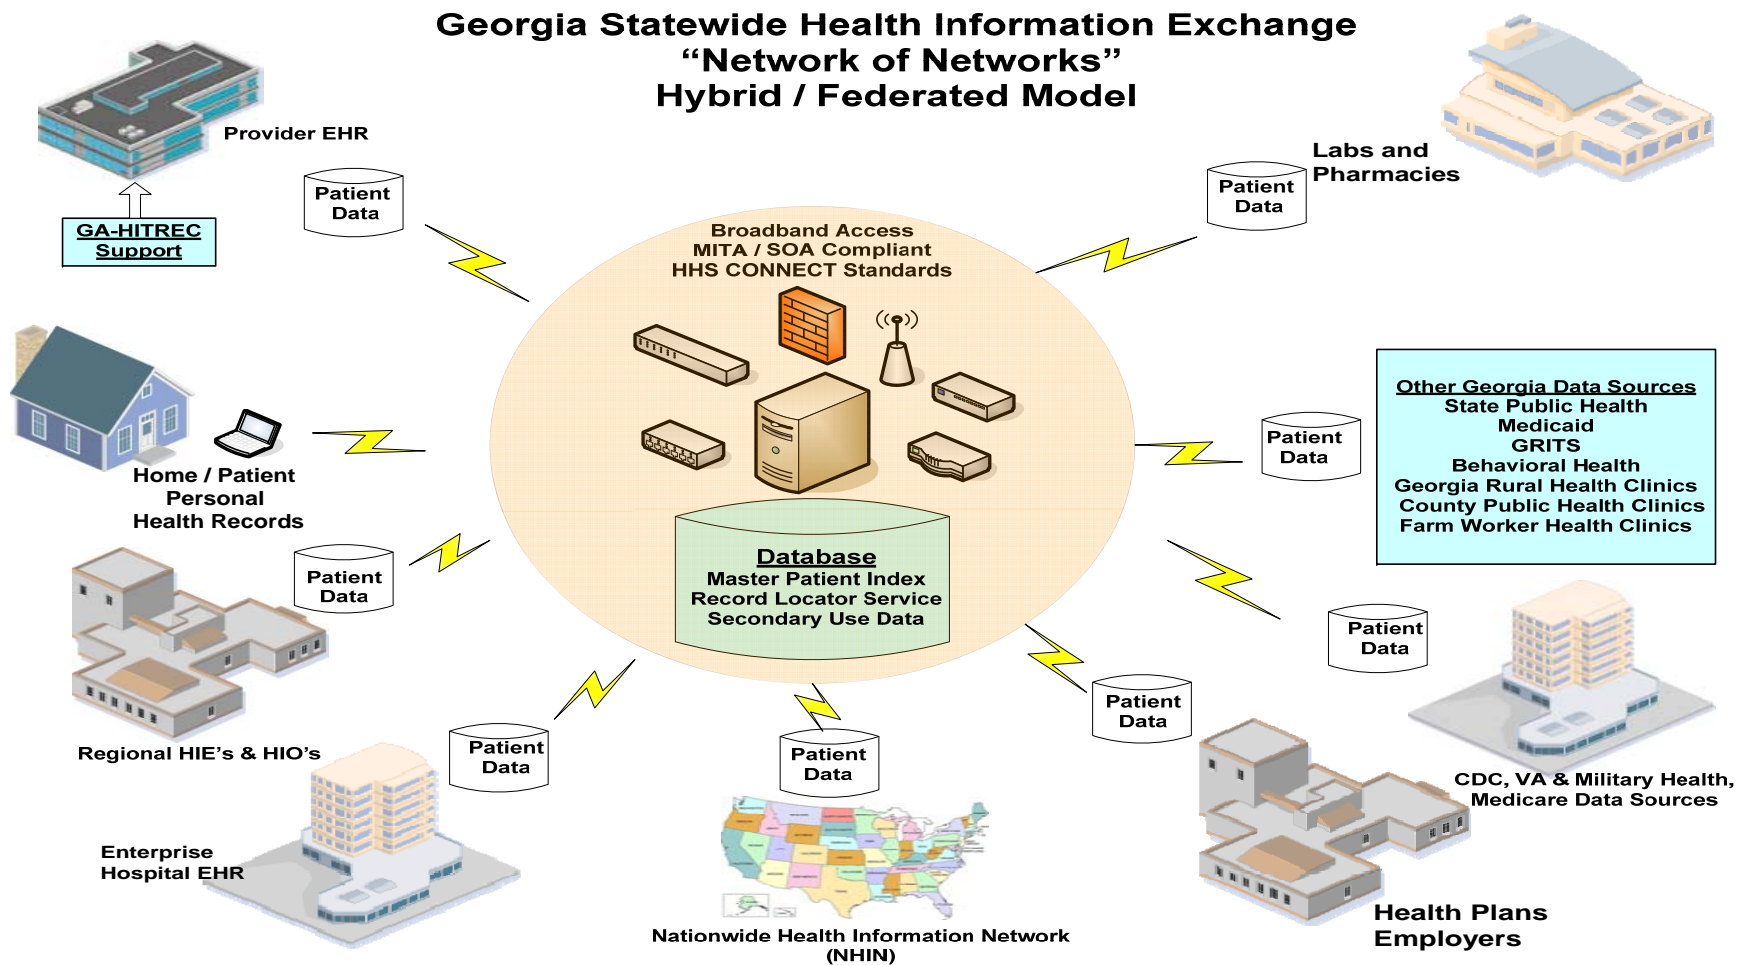 Georgia Statewide Health Information Exchange
“Network of Networks”
Hybrid / Federated Model
Provider EHR
GA-HITREC
Support
Patient
Data
Labs and
Pharmacies
Patient
Data
Broadband Access
MITA / SOA Compliant
HHS CONNECT Standards
Home / Patient
Personal
Health Records
Patient
Data
Other Georgia Data Sources
State Public Health
Medicaid
GRITS
Behavioral Health
Georgia Rural Health Clinics
County Public Health Clinics
Farm Worker Health Clinics
Database
Master Patient Index
Record Locator Service
Secondary Use Data
Patient
Data
Regional HIE’s & HIO’s
Patient
Data
CDC, VA & Military Health,
Medicare Data Sources
Patient
Data
Enterprise
Hospital EHR
Patient
Data
Nationwide Health Information Network
(NHIN)
Patient
Data
Health Plans
Employers